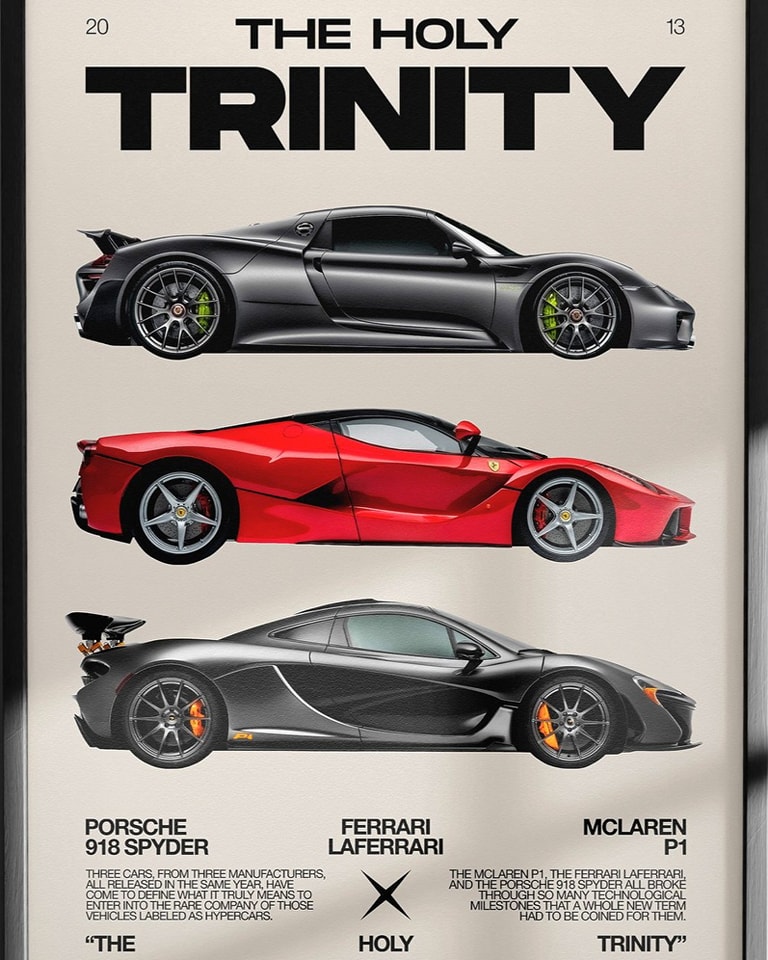 20 THE HOLY 13
TRINITY
PORSCHE
918 SPYDER
FERRARI
LAFERRARI
MCLAREN
P1
THREE CARS, FROM THREE MANUFACTURERS,
ALL RELEASED IN THE SAME YEAR, HAVE
COME TO DEFINE WHAT IT TRULY MEANS TO
ENTER INTO THE RARE COMPANY OF THOSE
VEHICLES LABELED AS HYPERCARS.
THE MCLAREN P1, THE FERRARI LAFERRARI,
AND THE PORSCHE 918 SPYDER ALL BROKE
THROUGH SO MANY TECHNOLOGICAL
MILESTONES THAT A WHOLE NEW TERM
HAD TO BE COINED FOR THEM.
“THE HOLY TRINITY”